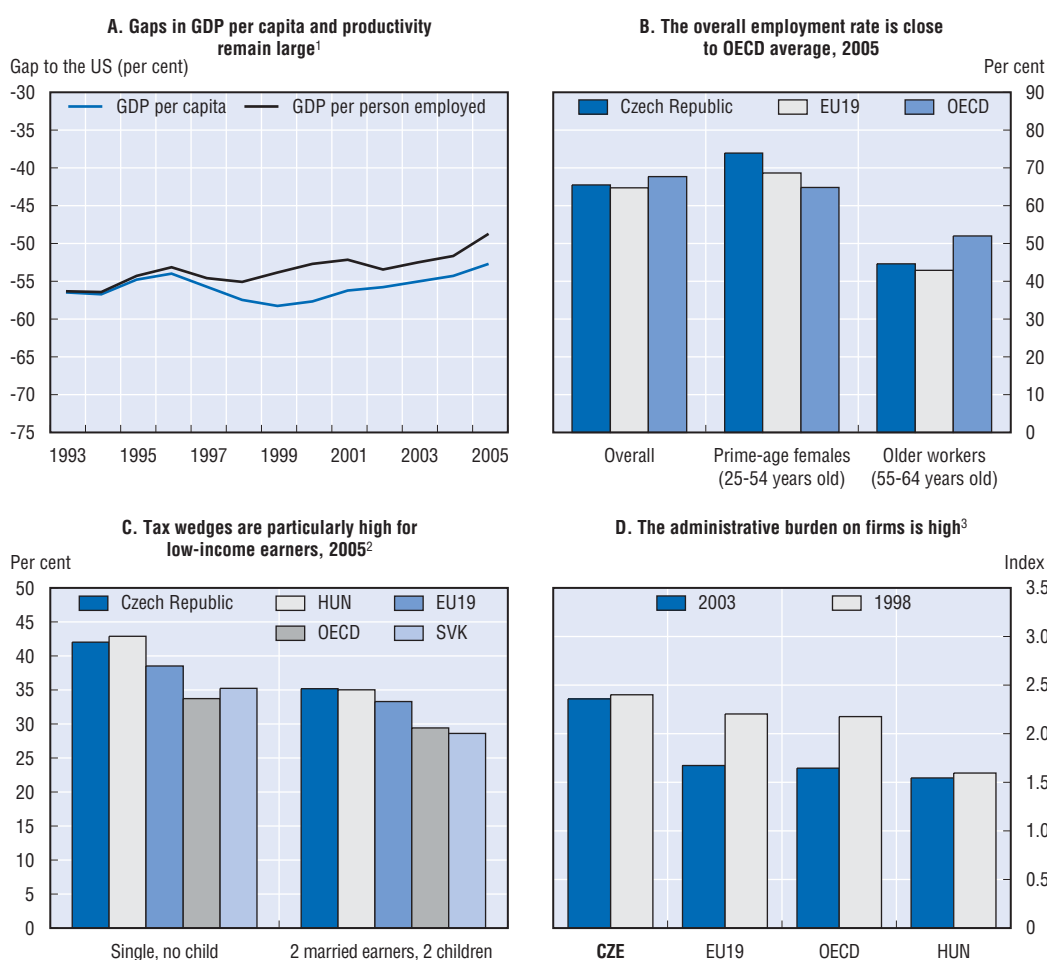 A. Gaps in GDP per capita and productivity
remain large1
Gap to the US (per cent)
GDP per capita
GDP per person employed
-30
-35
-40
-45
-50
-55
-60
-65
-70
-75
1993 1995 1997 1999 2001 2003 2005
B. The overall employment rate is close
to OECD average, 2005
Per cent
Czech Republic
EU19
OECD
90
80
70
60
50
40
30
20
10
0
Overall
Prime-age females
(25-54 years old)
Older workers
(55-64 years old)
C. Tax wedges are particularly high for
low-income earners, 20052
Per cent
Czech Republic
HUN
EU19
OECD
SVK
50
45
40
35
30
25
20
15
10
5
0
Single, no child
2 married earners, 2 children
D. The administrative burden on firms is high3
Index
2003
1998
3.5
3.0
2.5
2.0
1.5
1.0
0.5
0
CZE
EU19
OECD
HUN